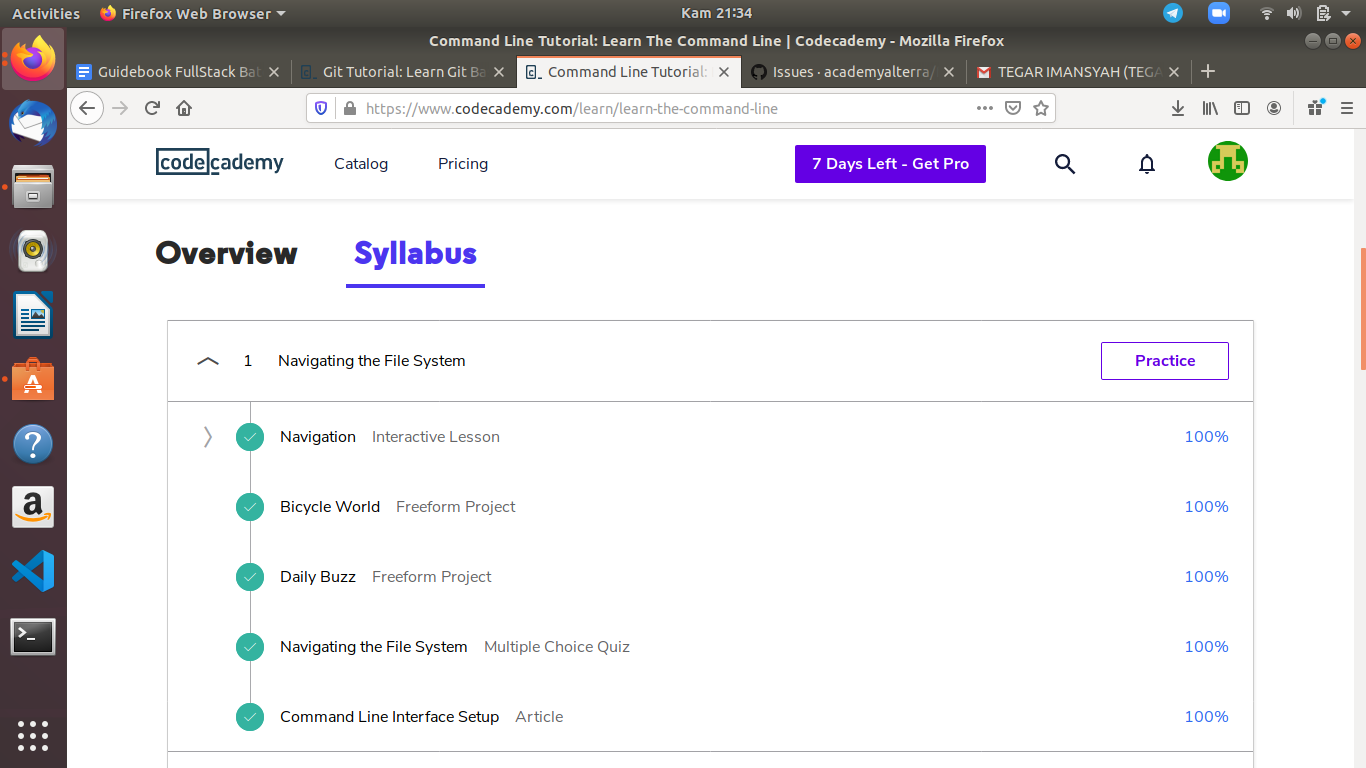 Activities Firefox Web Browser Kam 21:34
Command Line Tutorial: Learn The Command Line | Codecademy - Mozilla Firefox
Guidebook FullStack Bat Git Tutorial: Learn Git Ba Command Line Tutorial: Issues · academyalterra/ TEGAR IMANSYAH (TEGA
https://www.codecademy.com/learn/learn-the-command-line
codecademy Catalog Pricing 7 Days Left - Get Pro
Overview Syllabus
1 Navigating the File System Practice
Navigation Interactive Lesson 100%
Bicycle World Freeform Project 100%
Daily Buzz Freeform Project 100%
Navigating the File System Multiple Choice Quiz 100%
Command Line Interface Setup Article 100%